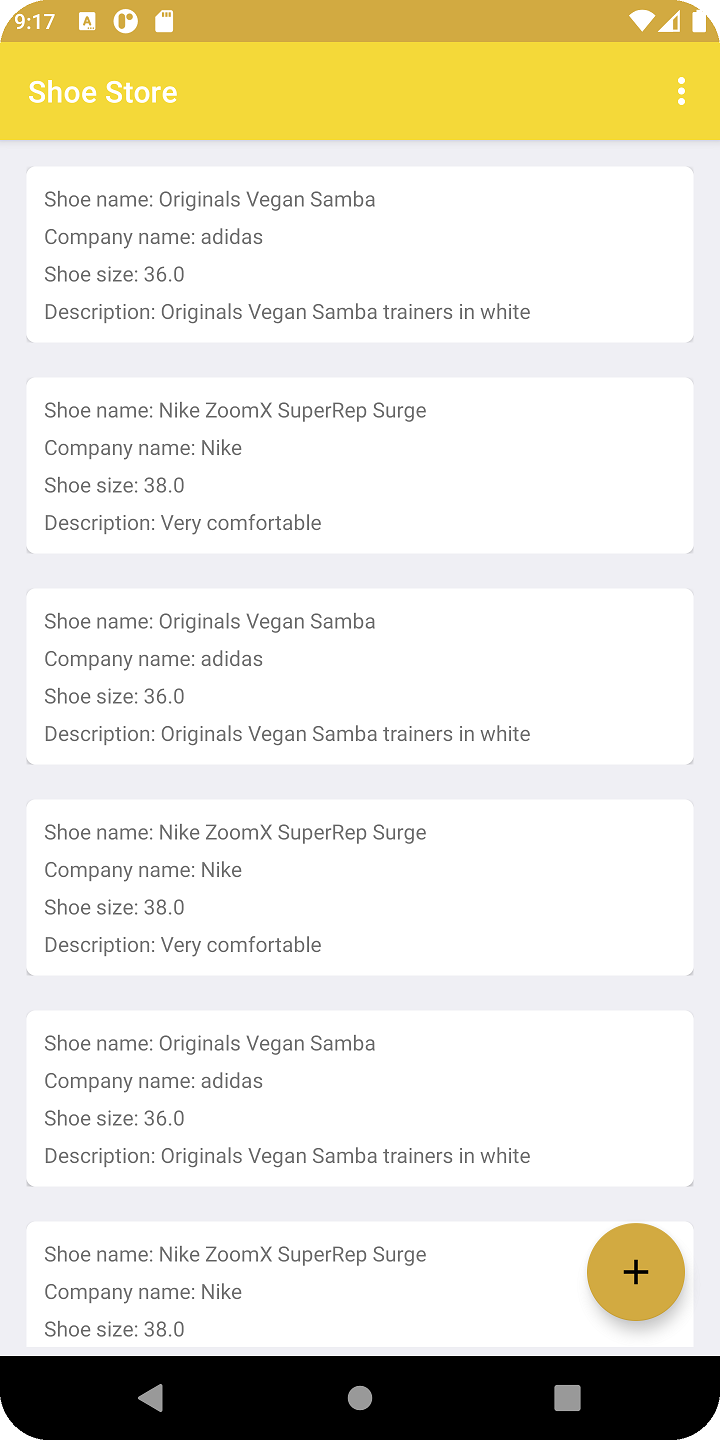 9:17
Shoe Store
Shoe name: Originals Vegan Samba
Company name: adidas
Shoe size: 36.0
Description: Originals Vegan Samba trainers in white
Shoe name: Nike ZoomX SuperRep Surge
Company name: Nike
Shoe size: 38.0
Description: Very comfortable
Shoe name: Originals Vegan Samba
Company name: adidas
Shoe size: 36.0
Description: Originals Vegan Samba trainers in white
Shoe name: Nike ZoomX SuperRep Surge
Company name: Nike
Shoe size: 38.0
Description: Very comfortable
Shoe name: Originals Vegan Samba
Company name: adidas
Shoe size: 36.0
Description: Originals Vegan Samba trainers in white
Shoe name: Nike ZoomX SuperRep Surge
Company name: Nike
Shoe size: 38.0